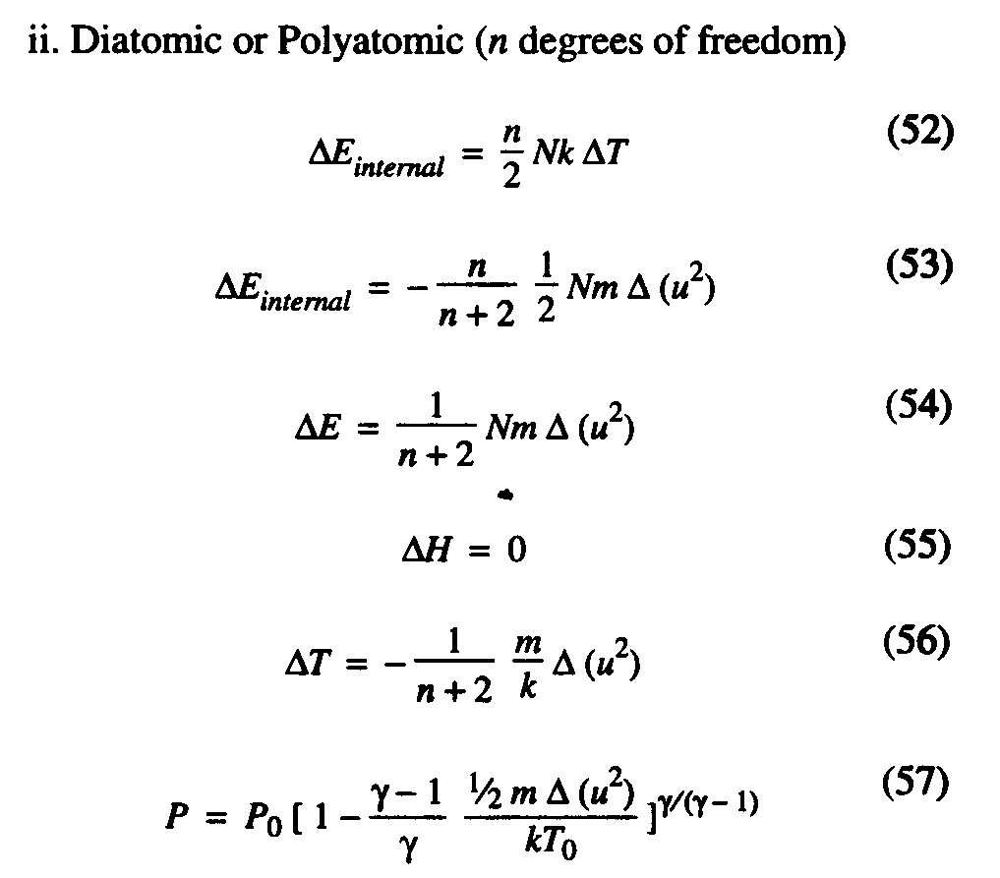 ii. Diatomic or Polyatomic (n degrees of freedom)
ΔE_internal = n/2 Nk ΔT (52)
ΔE_internal = − n/(n + 2) 1/2 Nm Δ (u²) (53)
ΔE = 1/(n + 2) Nm Δ (u²) (54)
ΔH = 0 (55)
ΔT = − 1/(n + 2) m/k Δ (u²) (56)
P = P₀ [ 1 − (γ − 1)/γ (½ m Δ (u²))/(kT₀) ]^(γ/(γ − 1)) (57)